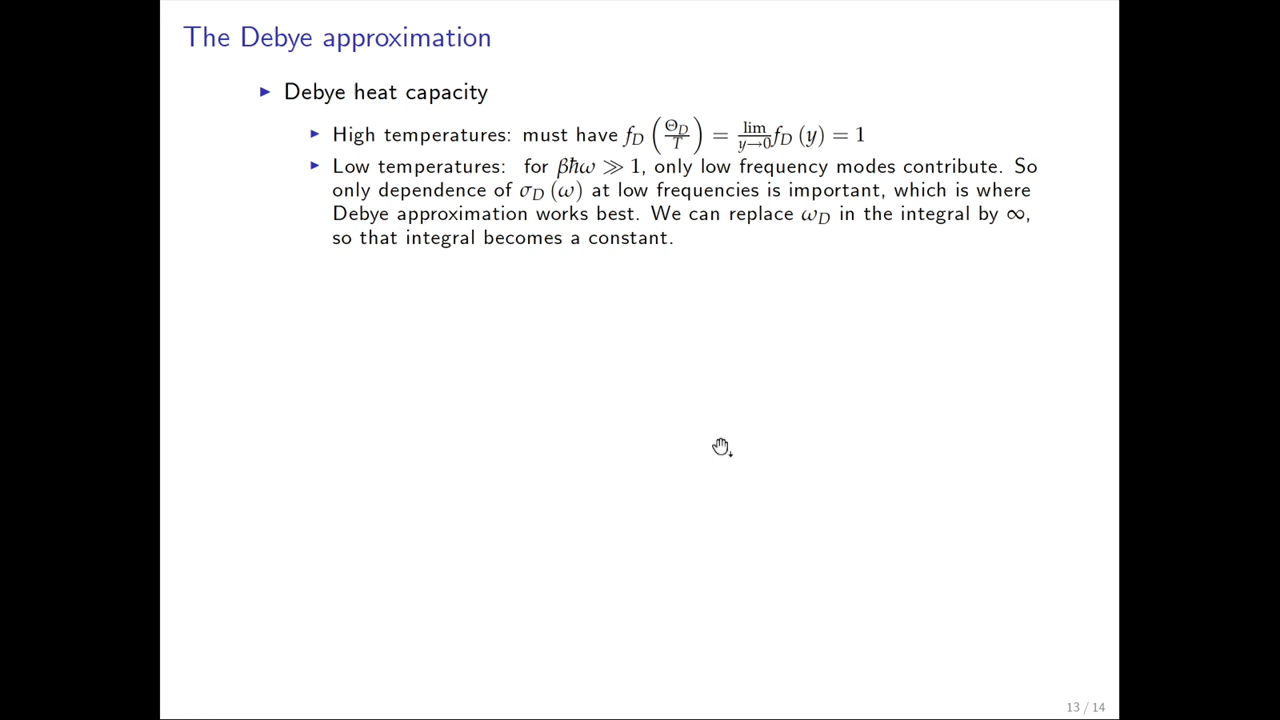 The Debye approximation
▶ Debye heat capacity
▶ High temperatures: must have f_D (Θ_D/T) = lim_{y→0} f_D (y) = 1
▶ Low temperatures: for βħω ≫ 1, only low frequency modes contribute. So
only dependence of σ_D (ω) at low frequencies is important, which is where
Debye approximation works best. We can replace ω_D in the integral by ∞,
so that integral becomes a constant.
13 / 14